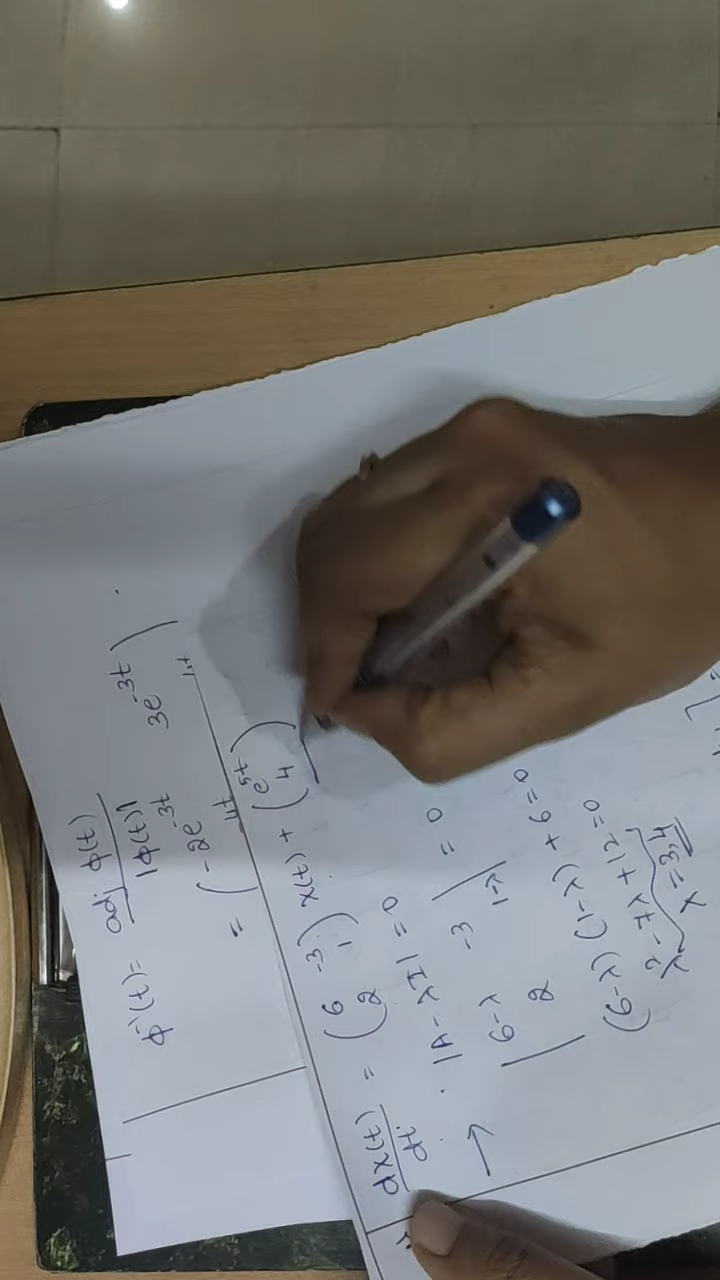 φ⁻¹(t) = adj φ(t) / |φ(t)|
= ( -2e^-3t 3e^-3t
dx(t)/dt = (6 -3; 2 1) x(t) + (e^5t; 4)
→ |A - λI| = 0
|6-λ -3; 2 1-λ| = 0
(6-λ) (1-λ) + 6 = 0
λ² - 7λ + 12 = 0
λ = 3,4